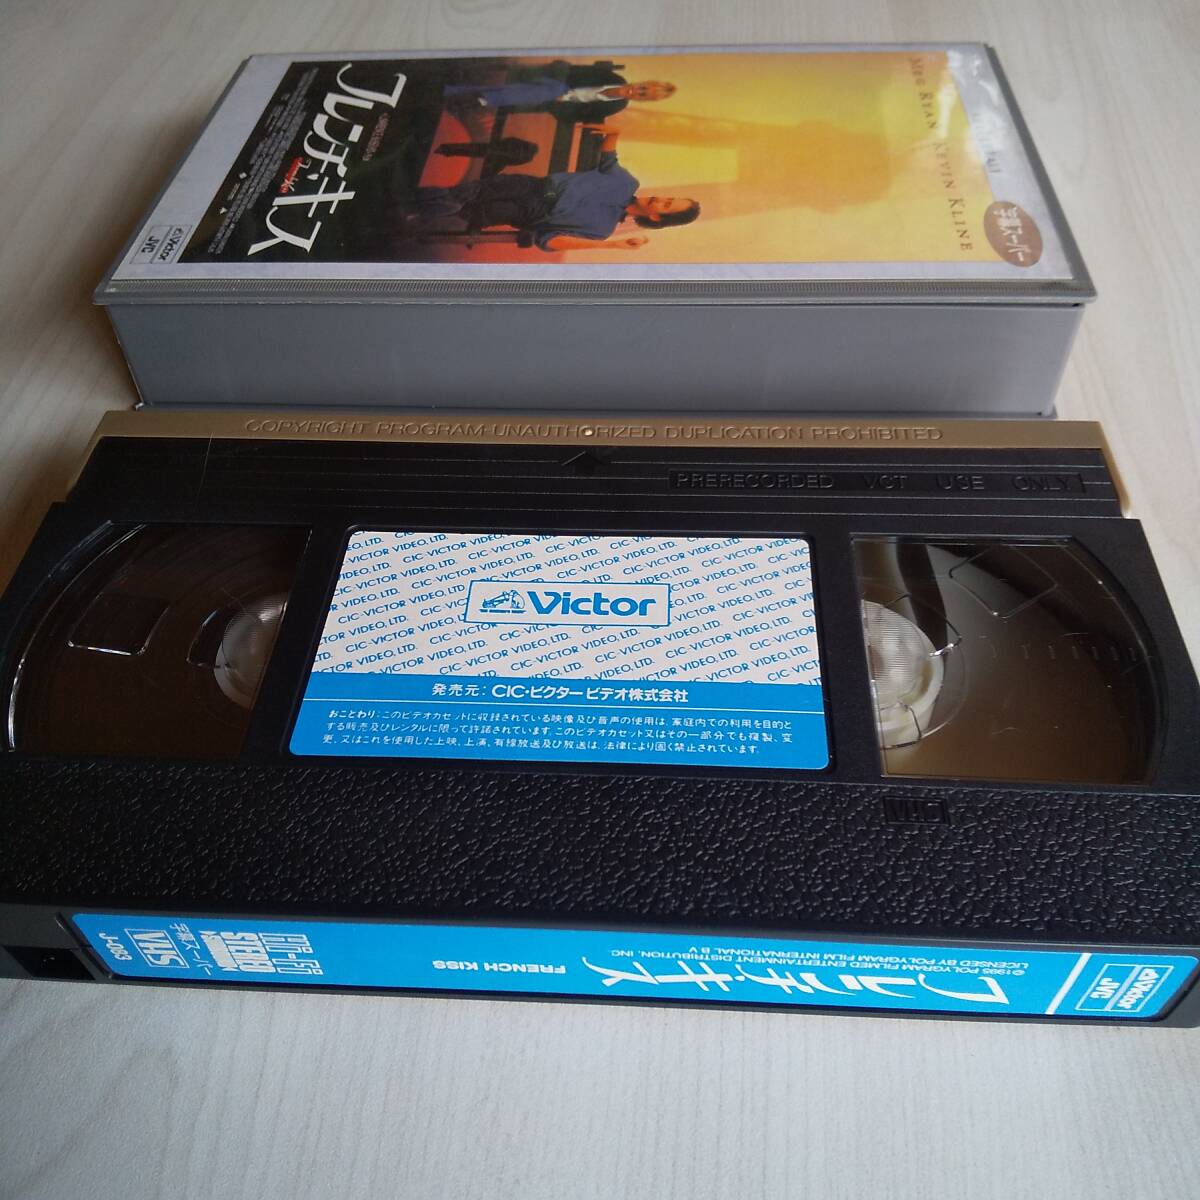 MEG RYAN KEVIN KLINE
字幕スーパー
フレンチ・キス
Victor
JVC
COPYRIGHT PROGRAM-UNAUTHORIZED DUPLICATION PROHIBITED
PRERECORDED VCT USE ONLY
CIC·VICTOR VIDEO, LTD.
Victor
発売元:CIC・ビクター ビデオ株式会社
おことわり:このビデオカセットに収録されている映像及び音声の使用は、家庭内での利用を目的と
する販売及びレンタルに限って許諾されています。このビデオカセット又はその一部分でも複製、変
更、又はこれを使用した上映、上演、有線放送及び放送は、法律により固く禁止されています。
VHS
Victor
JVC
フレンチ・キス
FRENCH KISS
©1995 POLYGRAM FILMED ENTERTAINMENT DISTRIBUTION, INC
LICENSED BY POLYGRAM FILM INTERNATIONAL B V
Hi-Fi
STEREO
VHS
字幕スーパー